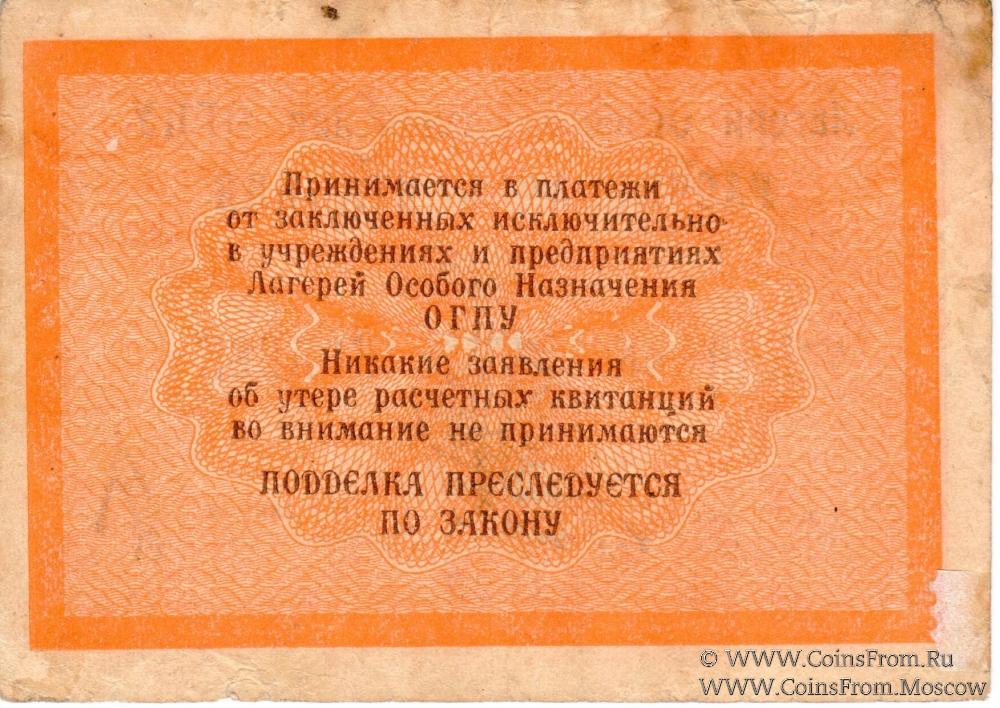 Принимается в платежи
от заключенных исключительно
в учреждениях и предприятиях
Лагерей Особого Назначения
ОГПУ
Никакие заявления
об утере расчетных квитанций
во внимание не принимаются
ПОДДЕЛКА ПРЕСЛЕДУЕТСЯ
ПО ЗАКОНУ
© WWW.CoinsFrom.Ru
WWW.CoinsFrom.Moscow